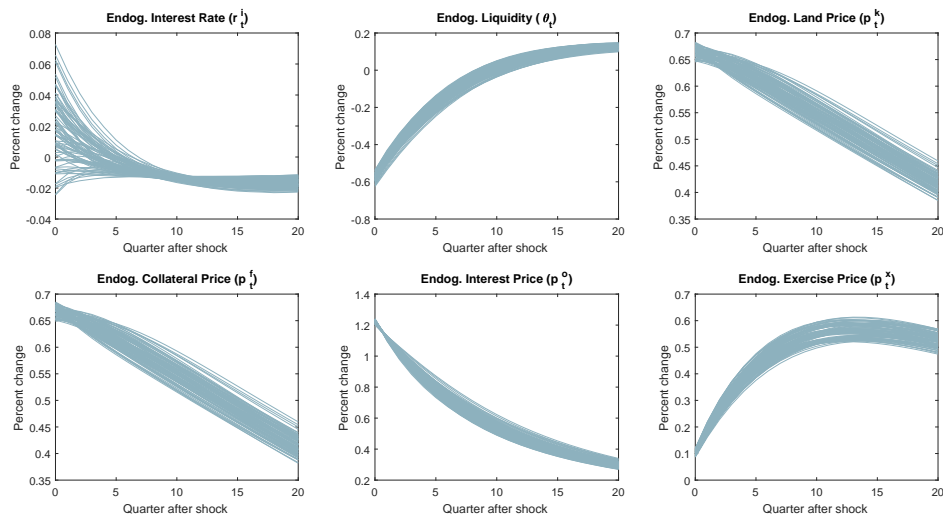 Endog. Interest Rate (r_t^i)
Percent change
0.08
0.06
0.04
0.02
0
-0.02
-0.04
0 5 10 15 20
Quarter after shock
Endog. Liquidity (θ_t)
Percent change
0.2
0
-0.2
-0.4
-0.6
-0.8
0 5 10 15 20
Quarter after shock
Endog. Land Price (p_t^k)
Percent change
0.7
0.65
0.6
0.55
0.5
0.45
0.4
0.35
0 5 10 15 20
Quarter after shock
Endog. Collateral Price (p_t^f)
Percent change
0.7
0.65
0.6
0.55
0.5
0.45
0.4
0.35
0 5 10 15 20
Quarter after shock
Endog. Interest Price (p_t^o)
Percent change
1.4
1.2
1
0.8
0.6
0.4
0.2
0 5 10 15 20
Quarter after shock
Endog. Exercise Price (p_t^x)
Percent change
0.7
0.6
0.5
0.4
0.3
0.2
0.1
0
0 5 10 15 20
Quarter after shock